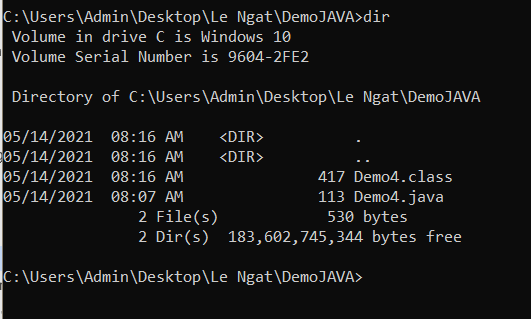 C:\Users\Admin\Desktop\Le Ngat\DemoJAVA>dir
Volume in drive C is Windows 10
Volume Serial Number is 9604-2FE2
Directory of C:\Users\Admin\Desktop\Le Ngat\DemoJAVA
05/14/2021  08:16 AM    <DIR>          .
05/14/2021  08:16 AM    <DIR>          ..
05/14/2021  08:16 AM               417 Demo4.class
05/14/2021  08:07 AM               113 Demo4.java
2 File(s)            530 bytes
2 Dir(s)  183,602,745,344 bytes free
C:\Users\Admin\Desktop\Le Ngat\DemoJAVA>